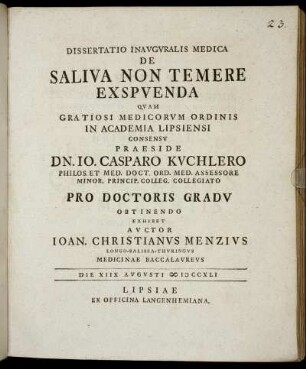 23.
DISSERTATIO INAVGVRALIS MEDICA
DE
SALIVA NON TEMERE
EXSPVENDA
QVAM
GRATIOSI MEDICORVM ORDINIS
IN ACADEMIA LIPSIENSI
CONSENSV
PRAESIDE
DN. IO. CASPARO KVCHLERO
PHILOS. ET MED. DOCT. ORD. MED. ASSESSORE
MINOR. PRINCIP. COLLEG. COLLEGIATO
PRO DOCTORIS GRADV
OBTINENDO
EXHIBET
AVCTOR
IOAN. CHRISTIANVS MENZIVS
LONGO-SALISSA-THVRINGVS
MEDICINAE BACCALAVREVS
DIE XIIX AVGVSTI ↀIↃCCXLI
LIPSIAE
EX OFFICINA LANGENHEMIANA.